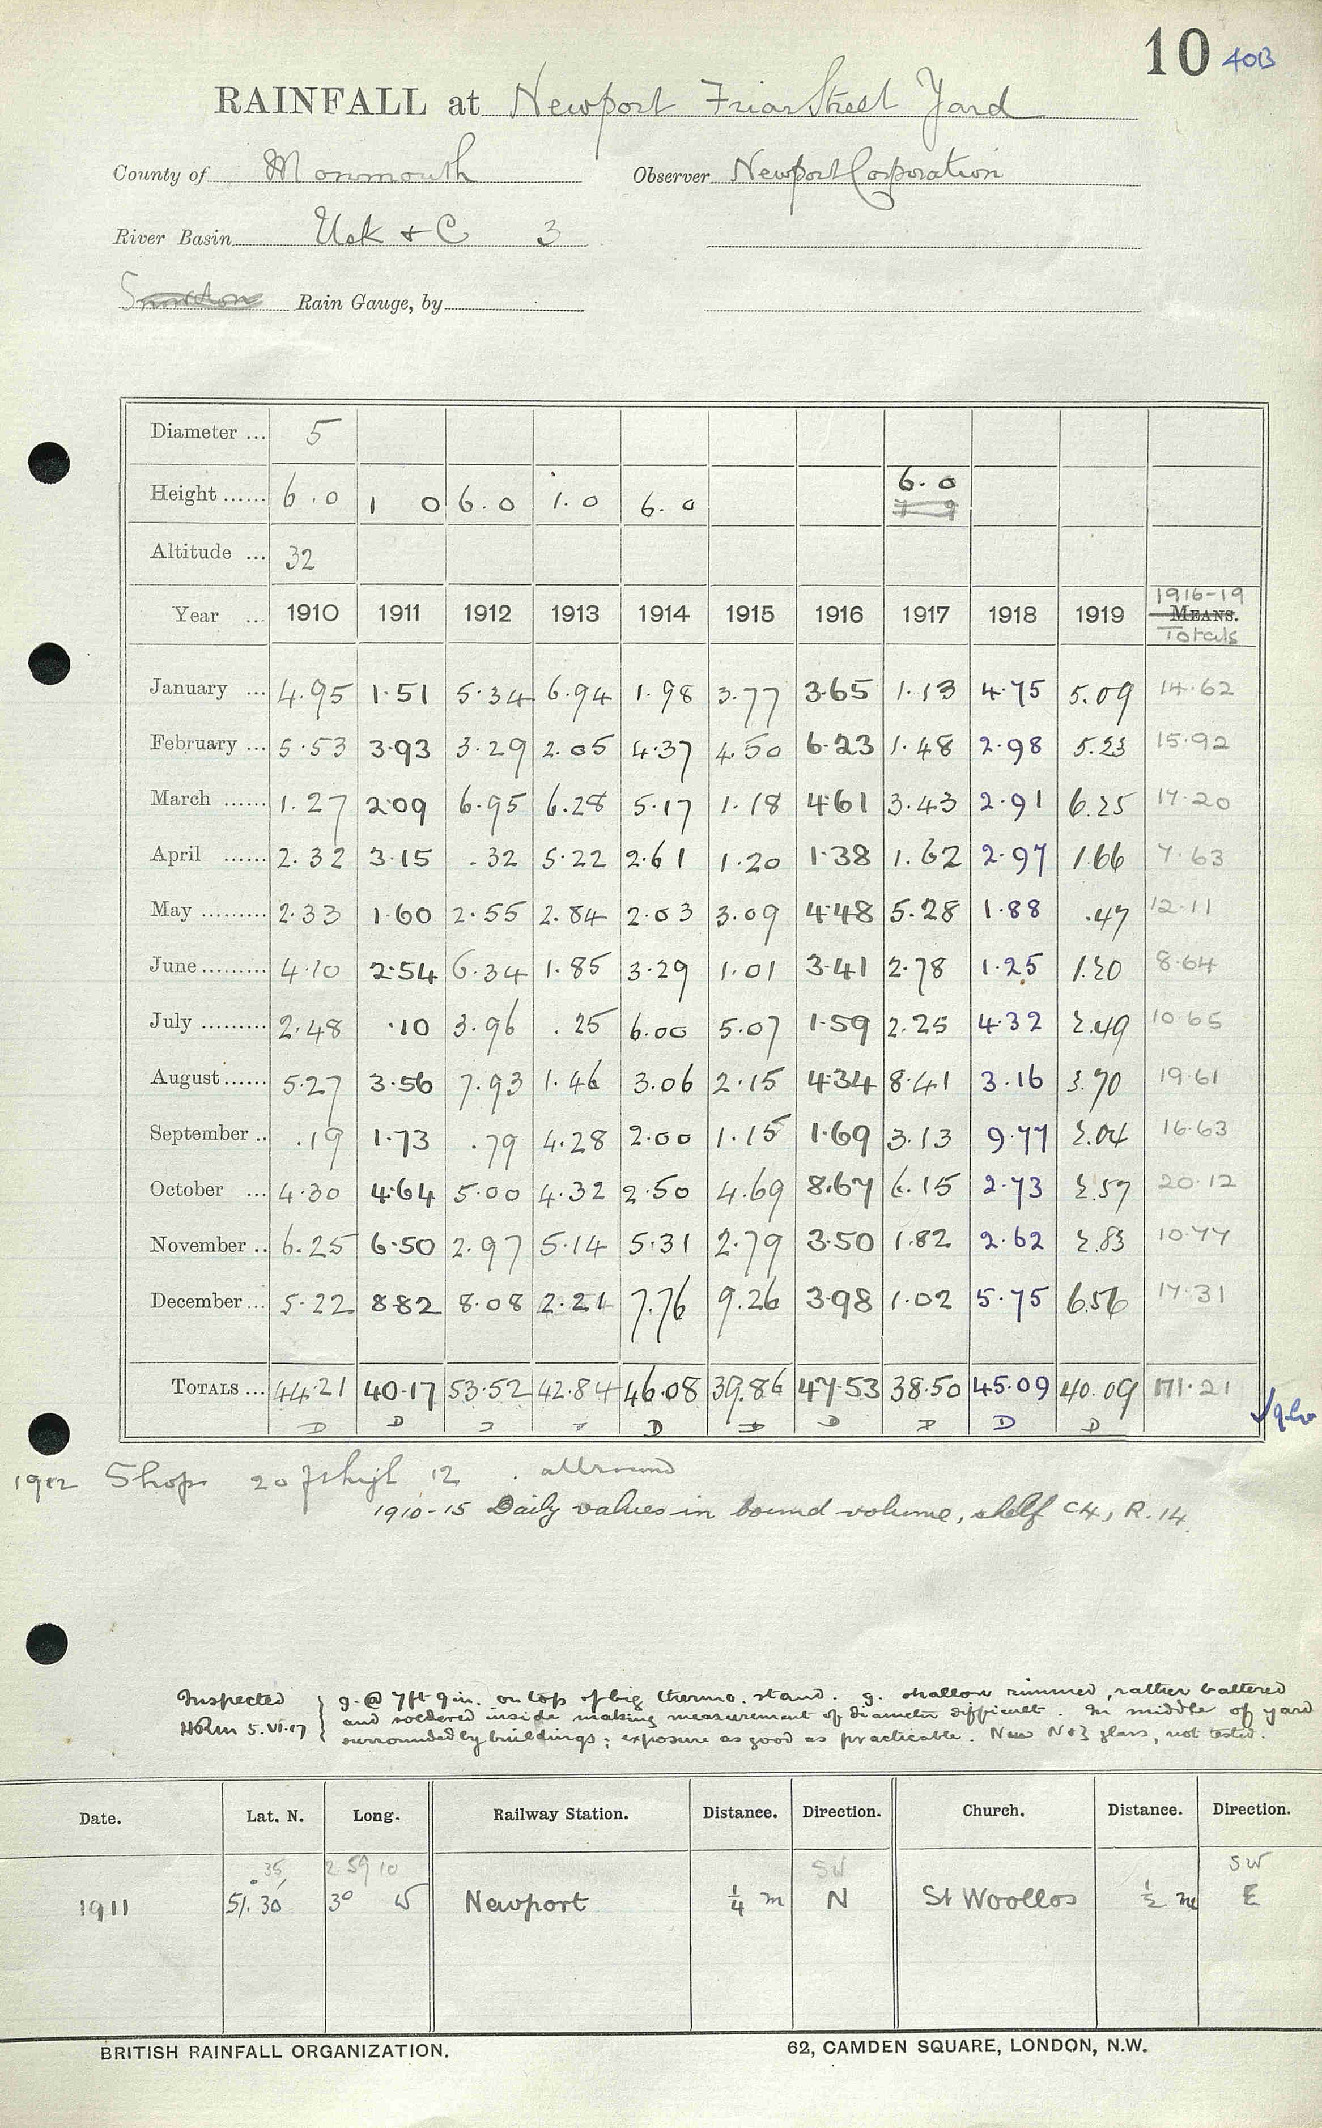 10 40B
RAINFALL at Newport Friar Street Yard
County of Monmouth Observer Newport Corporation
River Basin Usk + C 3
Snowdon Rain Gauge, by
Diameter ... 5
Height ...... 6.0 1 0 6.0 1.0 6.0 6.0
7 9
Altitude ... 32
1916-19
Year ... 1910 1911 1912 1913 1914 1915 1916 1917 1918 1919 MEANS.
Totals
January ... 4.95 1.51 5.34 6.94 1.98 3.77 3.65 1.13 4.75 5.09 14.62
February ... 5.53 3.93 3.29 2.05 4.37 4.50 6.23 1.48 2.98 5.23 15.92
March ...... 1.27 2.09 6.95 6.28 5.17 1.18 4.61 3.43 2.91 6.25 17.20
April ...... 2.32 3.15 .32 5.22 2.61 1.20 1.38 1.62 2.97 1.66 7.63
May ......... 2.33 1.60 2.55 2.84 2.03 3.09 4.48 5.28 1.88 .47 12.11
June ......... 4.10 2.54 6.34 1.85 3.29 1.01 3.41 2.78 1.25 1.20 8.64
July ......... 2.48 .10 3.96 .25 6.00 5.07 1.59 2.25 4.32 2.49 10.65
August ...... 5.27 3.56 7.93 1.46 3.06 2.15 4.34 8.41 3.16 3.70 19.61
September .. .19 1.73 .79 4.28 2.00 1.15 1.69 3.13 9.77 2.04 16.63
October ... 4.30 4.64 5.00 4.32 2.50 4.69 8.67 6.15 2.73 2.57 20.12
November .. 6.25 6.50 2.97 5.14 5.31 2.79 3.50 1.82 2.62 2.83 10.77
December ... 5.22 8.82 8.08 2.21 7.76 9.26 3.98 1.02 5.75 6.56 17.31
TOTALS ... 44.21 40.17 53.52 42.84 46.08 39.86 47.53 38.50 45.09 40.09 171.21
D D D D D D D D D D
Shop 20 ft high 12 . allround
1910-15 Daily values in bound volume, shelf C4, R. 14
Inspected g. @ 7ft 9 in. on top of big thermo. stand. g. shallow rimmed, rather battered
5.VI.17 and soldered inside making measurement of diameter difficult. In middle of yard
surrounded by buildings; exposure as good as practicable. New No 3 glass, not tested.
Date. Lat. N. Long. Railway Station. Distance. Direction. Church. Distance. Direction.
35 2 59 10 SW SW
1911 51.30' 3° W Newport ¼ m N St Woollos ½ m E
BRITISH RAINFALL ORGANIZATION. 62, CAMDEN SQUARE, LONDON, N.W.